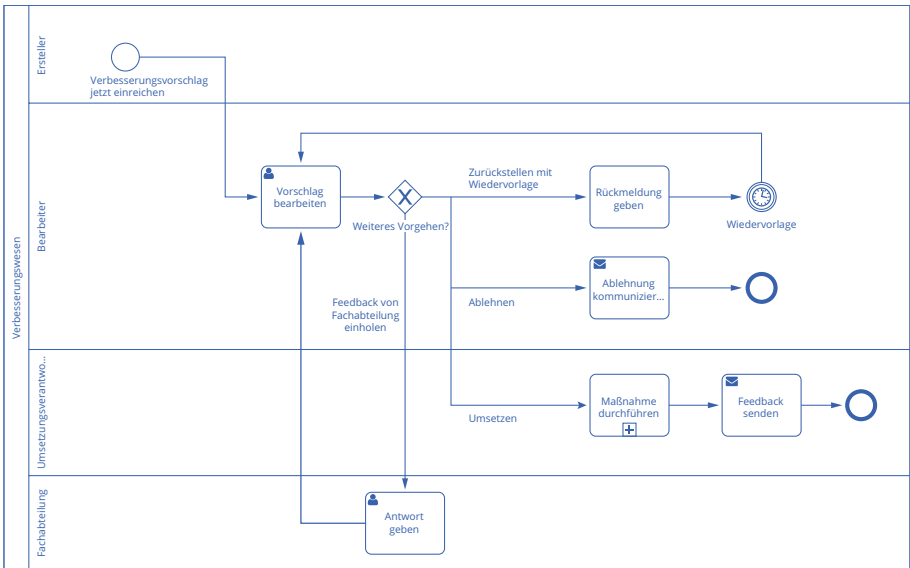 Verbesserungswesen
Ersteller
Verbesserungsvorschlag
jetzt einreichen
Bearbeiter
Vorschlag
bearbeiten
Weiteres Vorgehen?
Zurückstellen mit
Wiedervorlage
Rückmeldung
geben
Wiedervorlage
Ablehnen
Ablehnung
kommunizier...
Feedback von
Fachabteilung
einholen
Umsetzungsverantwo...
Umsetzen
Maßnahme
durchführen
Feedback
senden
Fachabteilung
Antwort
geben